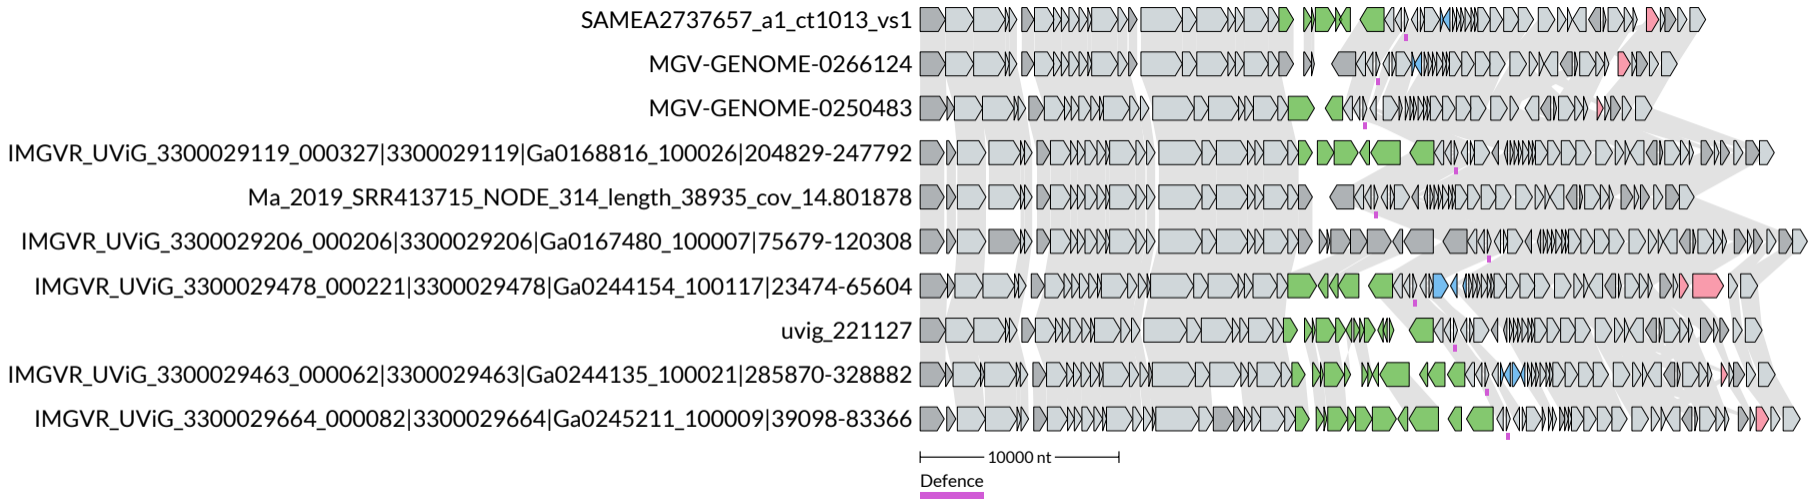 SAMEA2737657_a1_ct1013_vs1
MGV-GENOME-0266124
MGV-GENOME-0250483
IMGVR_UViG_3300029119_000327|3300029119|Ga0168816_100026|204829-247792
Ma_2019_SRR413715_NODE_314_length_38935_cov_14.801878
IMGVR_UViG_3300029206_000206|3300029206|Ga0167480_100007|75679-120308
IMGVR_UViG_3300029478_000221|3300029478|Ga0244154_100117|23474-65604
uvig_221127
IMGVR_UViG_3300029463_000062|3300029463|Ga0244135_100021|285870-328882
IMGVR_UViG_3300029664_000082|3300029664|Ga0245211_100009|39098-83366
10000 nt
Defence